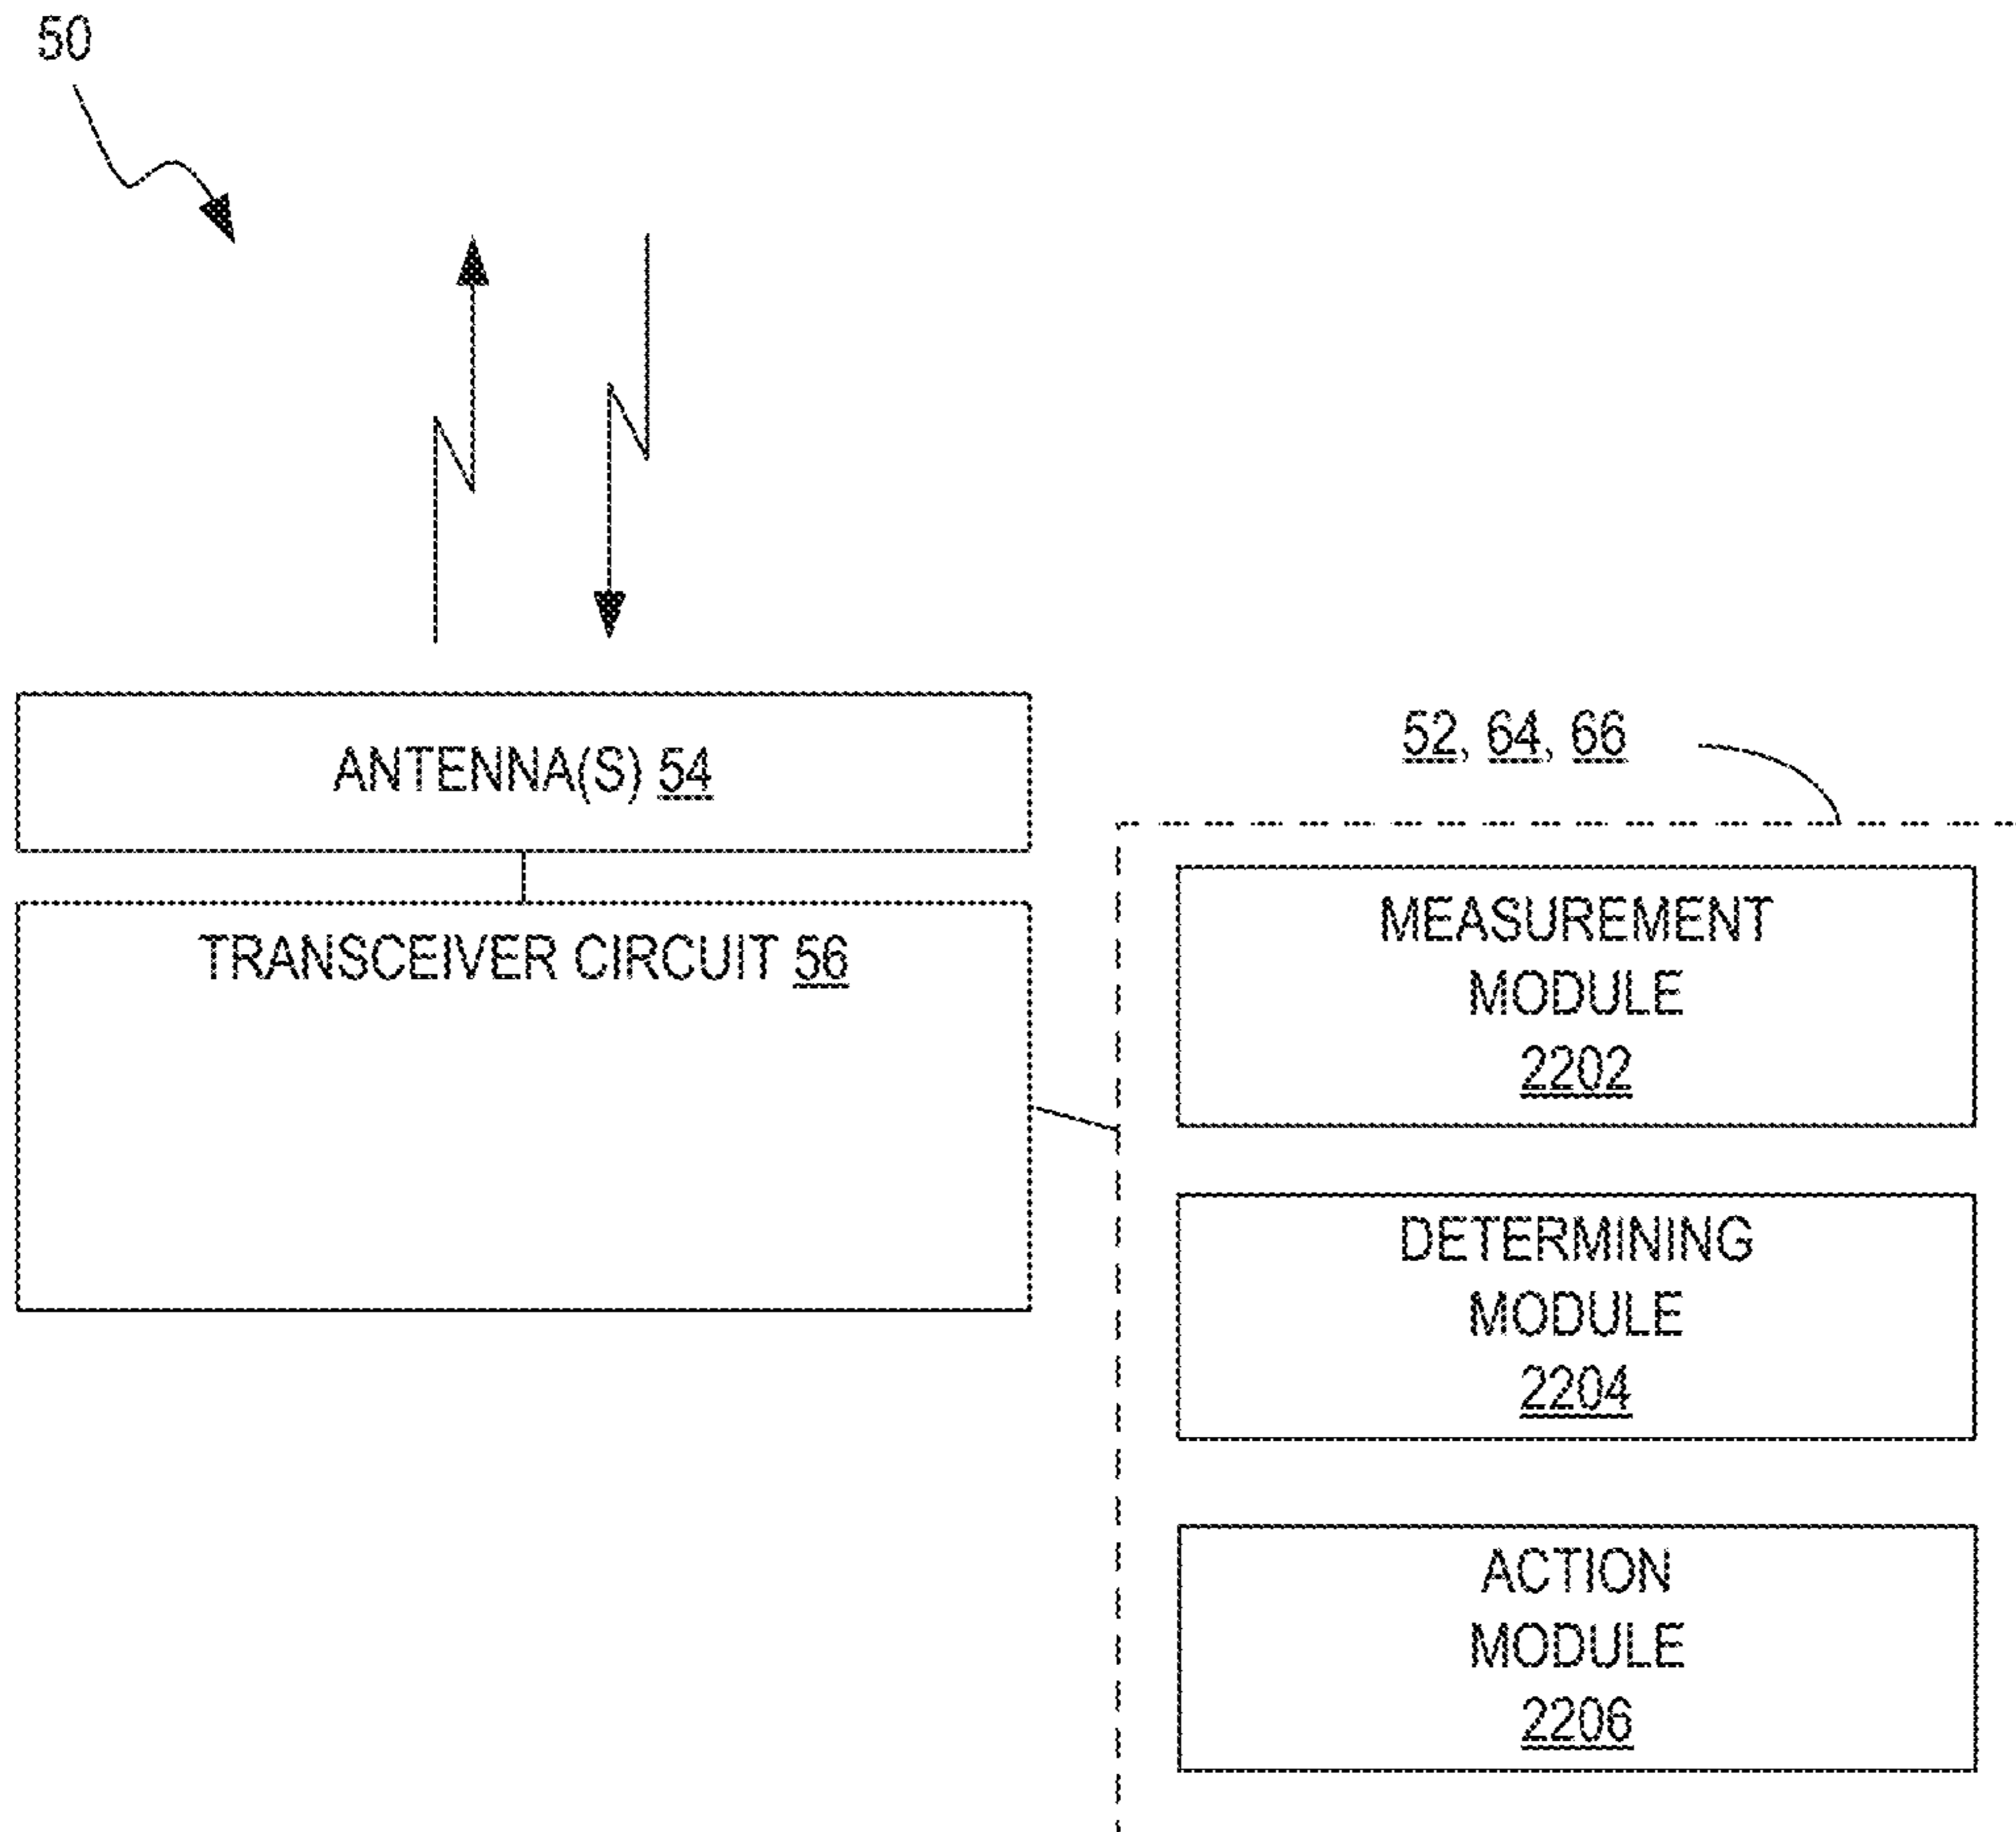 50
ANTENNA(S) 54
52, 64, 66
TRANSCEIVER CIRCUIT 56
MEASUREMENT
MODULE
2202
DETERMINING
MODULE
2204
ACTION
MODULE
2206